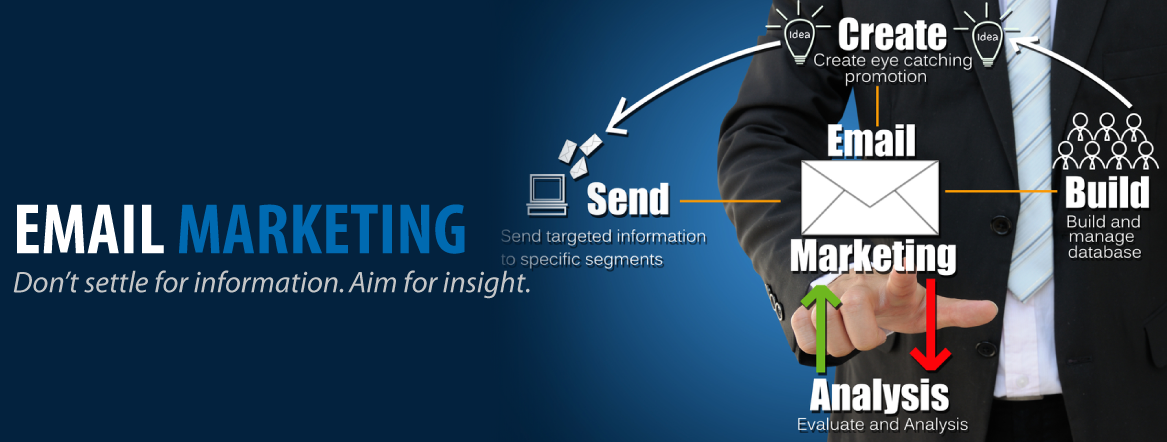 EMAIL MARKETING
Don't settle for information. Aim for insight.
Idea
Create
Idea
Create eye catching
promotion
Send
Send targeted information
to specific segments
Email
Marketing
Build
Build and
manage
database
Analysis
Evaluate and Analysis